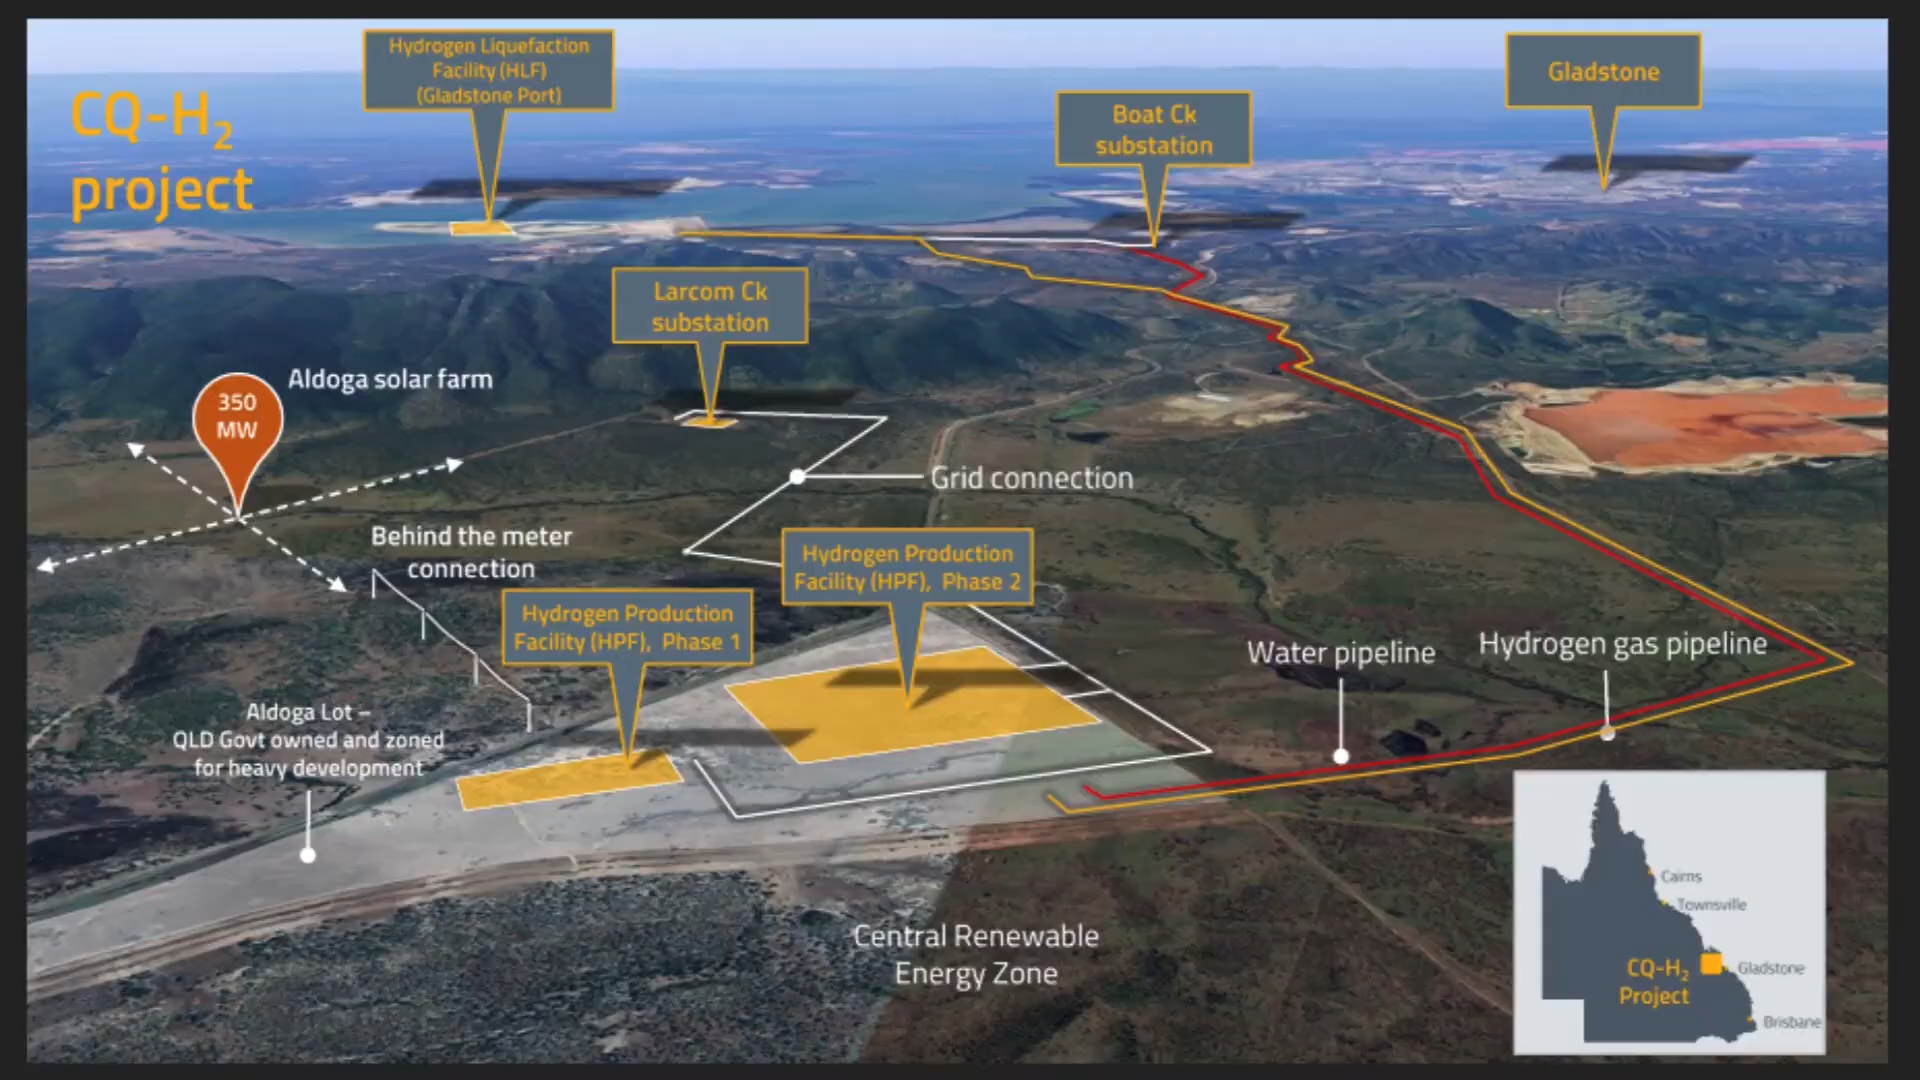 Hydrogen Liquefaction
Facility (HLF)
(Gladstone Port)
Gladstone
CQ-H₂
project
Boat Ck
substation
Larcom Ck
substation
Aldoga solar farm
350
MW
Grid connection
Behind the meter
connection
Hydrogen Production
Facility (HPF), Phase 2
Hydrogen Production
Facility (HPF), Phase 1
Water pipeline
Hydrogen gas pipeline
Aldoga Lot –
QLD Govt owned and zoned
for heavy development
Central Renewable
Energy Zone
Cairns
Townsville
CQ-H₂
Project
Gladstone
Brisbane